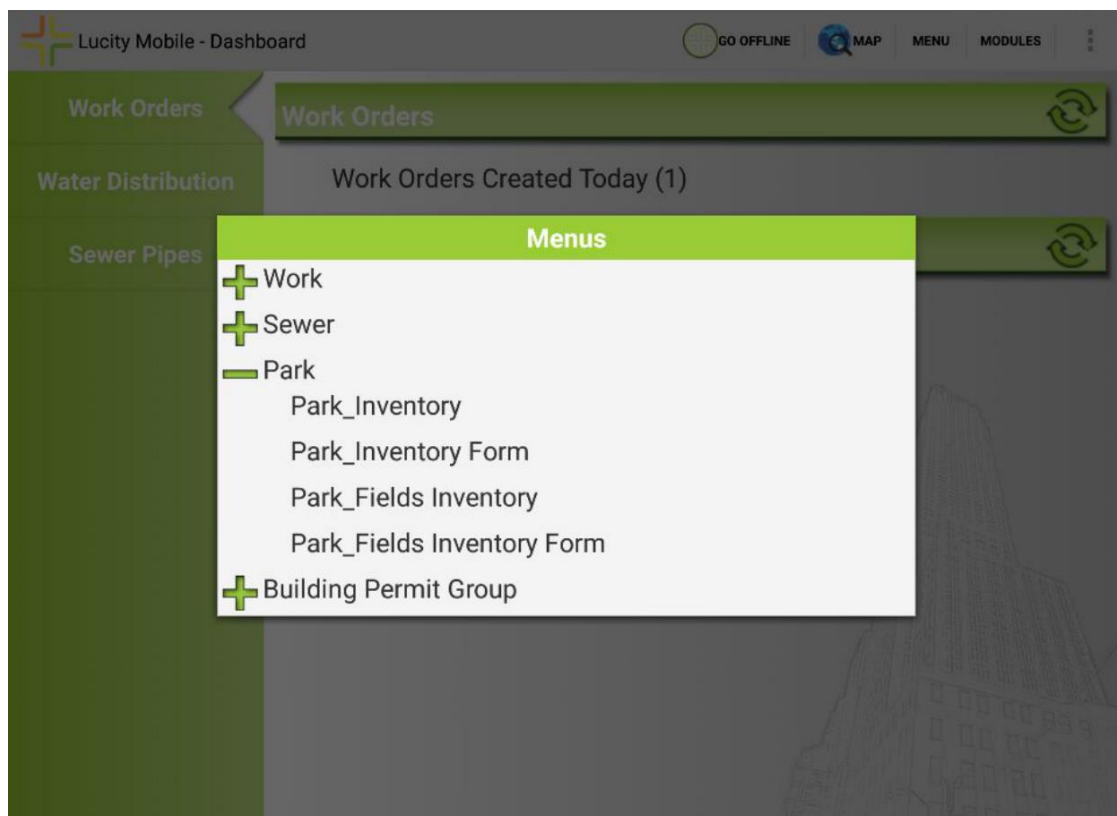 Lucity Mobile - Dashboard GO OFFLINE MAP MENU MODULES
Work Orders
Water Distribution
Sewer Pipes
Work Orders
Work Orders Created Today (1)
Menus
Work
Sewer
Park
Park_Inventory
Park_Inventory Form
Park_Fields Inventory
Park_Fields Inventory Form
Building Permit Group